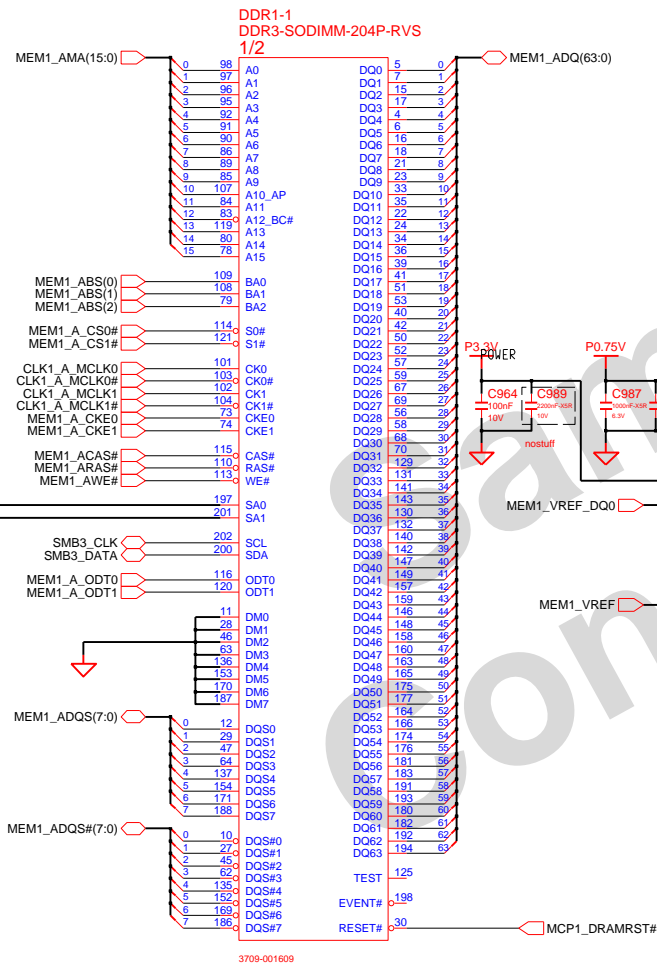 DDR1-1
DDR3-SODIMM-204P-RVS
1/2
MEM1_AMA(15:0)
0 98 A0
1 97 A1
2 96 A2
3 95 A3
4 92 A4
5 91 A5
6 90 A6
7 86 A7
8 89 A8
9 85 A9
10 107 A10_AP
11 84 A11
12 83 A12_BC#
13 119 A13
14 80 A14
15 78 A15
MEM1_ABS(0) 109 BA0
MEM1_ABS(1) 108 BA1
MEM1_ABS(2) 79 BA2
MEM1_A_CS0# 114 S0#
MEM1_A_CS1# 121 S1#
CLK1_A_MCLK0 101 CK0
CLK1_A_MCLK0# 103 CK0#
CLK1_A_MCLK1 102 CK1
CLK1_A_MCLK1# 104 CK1#
MEM1_A_CKE0 73 CKE0
MEM1_A_CKE1 74 CKE1
MEM1_ACAS# 115 CAS#
MEM1_ARAS# 110 RAS#
MEM1_AWE# 113 WE#
197 SA0
201 SA1
SMB3_CLK 202 SCL
SMB3_DATA 200 SDA
MEM1_A_ODT0 116 ODT0
MEM1_A_ODT1 120 ODT1
11 DM0
28 DM1
46 DM2
63 DM3
136 DM4
153 DM5
170 DM6
187 DM7
MEM1_ADQS(7:0)
0 12 DQS0
1 29 DQS1
2 47 DQS2
3 64 DQS3
4 137 DQS4
5 154 DQS5
6 171 DQS6
7 188 DQS7
MEM1_ADQS#(7:0)
0 10 DQS#0
1 27 DQS#1
2 45 DQS#2
3 62 DQS#3
4 135 DQS#4
5 152 DQS#5
6 169 DQS#6
7 186 DQS#7
MEM1_ADQ(63:0)
DQ0 5 0
DQ1 7 1
DQ2 15 2
DQ3 17 3
DQ4 4 4
DQ5 6 5
DQ6 16 6
DQ7 18 7
DQ8 21 8
DQ9 23 9
DQ10 33 10
DQ11 35 11
DQ12 22 12
DQ13 24 13
DQ14 34 14
DQ15 36 15
DQ16 39 16
DQ17 41 17
DQ18 51 18
DQ19 53 19
DQ20 40 20
DQ21 42 21
DQ22 50 22
DQ23 52 23
DQ24 57 24
DQ25 59 25
DQ26 67 26
DQ27 69 27
DQ28 56 28
DQ29 58 29
DQ30 68 30
DQ31 70 31
DQ32 129 32
DQ33 131 33
DQ34 141 34
DQ35 143 35
DQ36 130 36
DQ37 132 37
DQ38 140 38
DQ39 142 39
DQ40 147 40
DQ41 149 41
DQ42 157 42
DQ43 159 43
DQ44 146 44
DQ45 148 45
DQ46 158 46
DQ47 160 47
DQ48 163 48
DQ49 165 49
DQ50 175 50
DQ51 177 51
DQ52 164 52
DQ53 166 53
DQ54 174 54
DQ55 176 55
DQ56 181 56
DQ57 183 57
DQ58 191 58
DQ59 193 59
DQ60 180 60
DQ61 182 61
DQ62 192 62
DQ63 194 63
TEST 125
EVENT# 198
RESET# 30
MCP1_DRAMRST#
3709-001609
P3.3V
POWER
P0.75V
C964
100nF
10V
C989
2200nF-X5R
10V
nostuff
C987
1000nF-X5R
6.3V
MEM1_VREF_DQ0
MEM1_VREF
Sam
Con